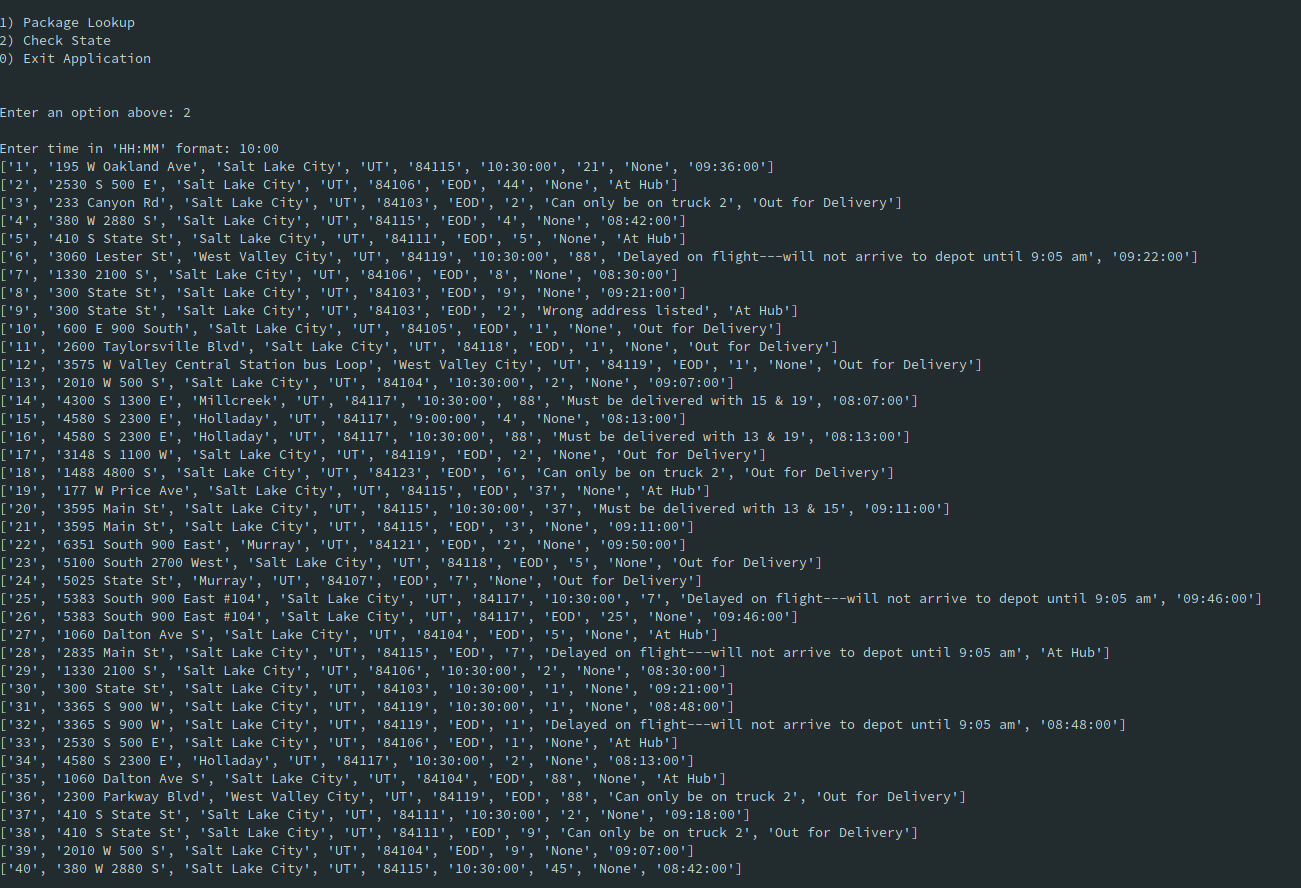 1) Package Lookup
2) Check State
0) Exit Application
Enter an option above: 2
Enter time in 'HH:MM' format: 10:00
['1', '195 W Oakland Ave', 'Salt Lake City', 'UT', '84115', '10:30:00', '21', 'None', '09:36:00']
['2', '2530 S 500 E', 'Salt Lake City', 'UT', '84106', 'EOD', '44', 'None', 'At Hub']
['3', '233 Canyon Rd', 'Salt Lake City', 'UT', '84103', 'EOD', '2', 'Can only be on truck 2', 'Out for Delivery']
['4', '380 W 2880 S', 'Salt Lake City', 'UT', '84115', 'EOD', '4', 'None', '08:42:00']
['5', '410 S State St', 'Salt Lake City', 'UT', '84111', 'EOD', '5', 'None', 'At Hub']
['6', '3060 Lester St', 'West Valley City', 'UT', '84119', '10:30:00', '88', 'Delayed on flight---will not arrive to depot until 9:05 am', '09:22:00']
['7', '1330 2100 S', 'Salt Lake City', 'UT', '84106', 'EOD', '8', 'None', '08:30:00']
['8', '300 State St', 'Salt Lake City', 'UT', '84103', 'EOD', '9', 'None', '09:21:00']
['9', '300 State St', 'Salt Lake City', 'UT', '84103', 'EOD', '2', 'Wrong address listed', 'At Hub']
['10', '600 E 900 South', 'Salt Lake City', 'UT', '84105', 'EOD', '1', 'None', 'Out for Delivery']
['11', '2600 Taylorsville Blvd', 'Salt Lake City', 'UT', '84118', 'EOD', '1', 'None', 'Out for Delivery']
['12', '3575 W Valley Central Station bus Loop', 'West Valley City', 'UT', '84119', 'EOD', '1', 'None', 'Out for Delivery']
['13', '2010 W 500 S', 'Salt Lake City', 'UT', '84104', '10:30:00', '2', 'None', '09:07:00']
['14', '4300 S 1300 E', 'Millcreek', 'UT', '84117', '10:30:00', '88', 'Must be delivered with 15 & 19', '08:07:00']
['15', '4580 S 2300 E', 'Holladay', 'UT', '84117', '9:00:00', '4', 'None', '08:13:00']
['16', '4580 S 2300 E', 'Holladay', 'UT', '84117', '10:30:00', '88', 'Must be delivered with 13 & 19', '08:13:00']
['17', '3148 S 1100 W', 'Salt Lake City', 'UT', '84119', 'EOD', '2', 'None', 'Out for Delivery']
['18', '1488 4800 S', 'Salt Lake City', 'UT', '84123', 'EOD', '6', 'Can only be on truck 2', 'Out for Delivery']
['19', '177 W Price Ave', 'Salt Lake City', 'UT', '84115', 'EOD', '37', 'None', 'At Hub']
['20', '3595 Main St', 'Salt Lake City', 'UT', '84115', '10:30:00', '37', 'Must be delivered with 13 & 15', '09:11:00']
['21', '3595 Main St', 'Salt Lake City', 'UT', '84115', 'EOD', '3', 'None', '09:11:00']
['22', '6351 South 900 East', 'Murray', 'UT', '84121', 'EOD', '2', 'None', '09:50:00']
['23', '5100 South 2700 West', 'Salt Lake City', 'UT', '84118', 'EOD', '5', 'None', 'Out for Delivery']
['24', '5025 State St', 'Murray', 'UT', '84107', 'EOD', '7', 'None', 'Out for Delivery']
['25', '5383 South 900 East #104', 'Salt Lake City', 'UT', '84117', '10:30:00', '7', 'Delayed on flight---will not arrive to depot until 9:05 am', '09:46:00']
['26', '5383 South 900 East #104', 'Salt Lake City', 'UT', '84117', 'EOD', '25', 'None', '09:46:00']
['27', '1060 Dalton Ave S', 'Salt Lake City', 'UT', '84104', 'EOD', '5', 'None', 'At Hub']
['28', '2835 Main St', 'Salt Lake City', 'UT', '84115', 'EOD', '7', 'Delayed on flight---will not arrive to depot until 9:05 am', 'At Hub']
['29', '1330 2100 S', 'Salt Lake City', 'UT', '84106', '10:30:00', '2', 'None', '08:30:00']
['30', '300 State St', 'Salt Lake City', 'UT', '84103', '10:30:00', '1', 'None', '09:21:00']
['31', '3365 S 900 W', 'Salt Lake City', 'UT', '84119', '10:30:00', '1', 'None', '08:48:00']
['32', '3365 S 900 W', 'Salt Lake City', 'UT', '84119', 'EOD', '1', 'Delayed on flight---will not arrive to depot until 9:05 am', '08:48:00']
['33', '2530 S 500 E', 'Salt Lake City', 'UT', '84106', 'EOD', '1', 'None', 'At Hub']
['34', '4580 S 2300 E', 'Holladay', 'UT', '84117', '10:30:00', '2', 'None', '08:13:00']
['35', '1060 Dalton Ave S', 'Salt Lake City', 'UT', '84104', 'EOD', '88', 'None', 'At Hub']
['36', '2300 Parkway Blvd', 'West Valley City', 'UT', '84119', 'EOD', '88', 'Can only be on truck 2', 'Out for Delivery']
['37', '410 S State St', 'Salt Lake City', 'UT', '84111', '10:30:00', '2', 'None', '09:18:00']
['38', '410 S State St', 'Salt Lake City', 'UT', '84111', 'EOD', '9', 'Can only be on truck 2', 'Out for Delivery']
['39', '2010 W 500 S', 'Salt Lake City', 'UT', '84104', 'EOD', '9', 'None', '09:07:00']
['40', '380 W 2880 S', 'Salt Lake City', 'UT', '84115', '10:30:00', '45', 'None', '08:42:00']